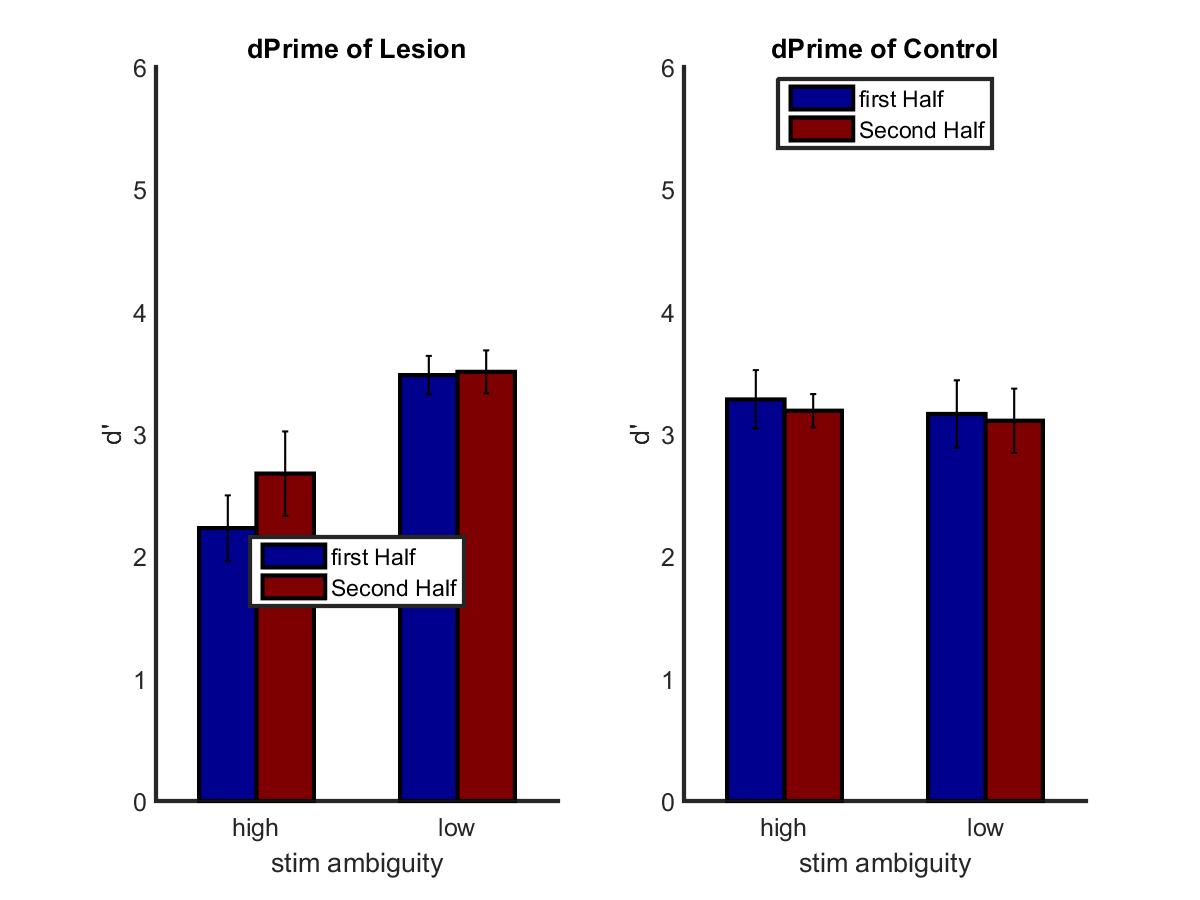 dPrime of Lesion
6
5
4
3
2
1
0
d'
first Half
Second Half
high
low
stim ambiguity
dPrime of Control
first Half
Second Half
6
5
4
3
2
1
0
d'
high
low
stim ambiguity